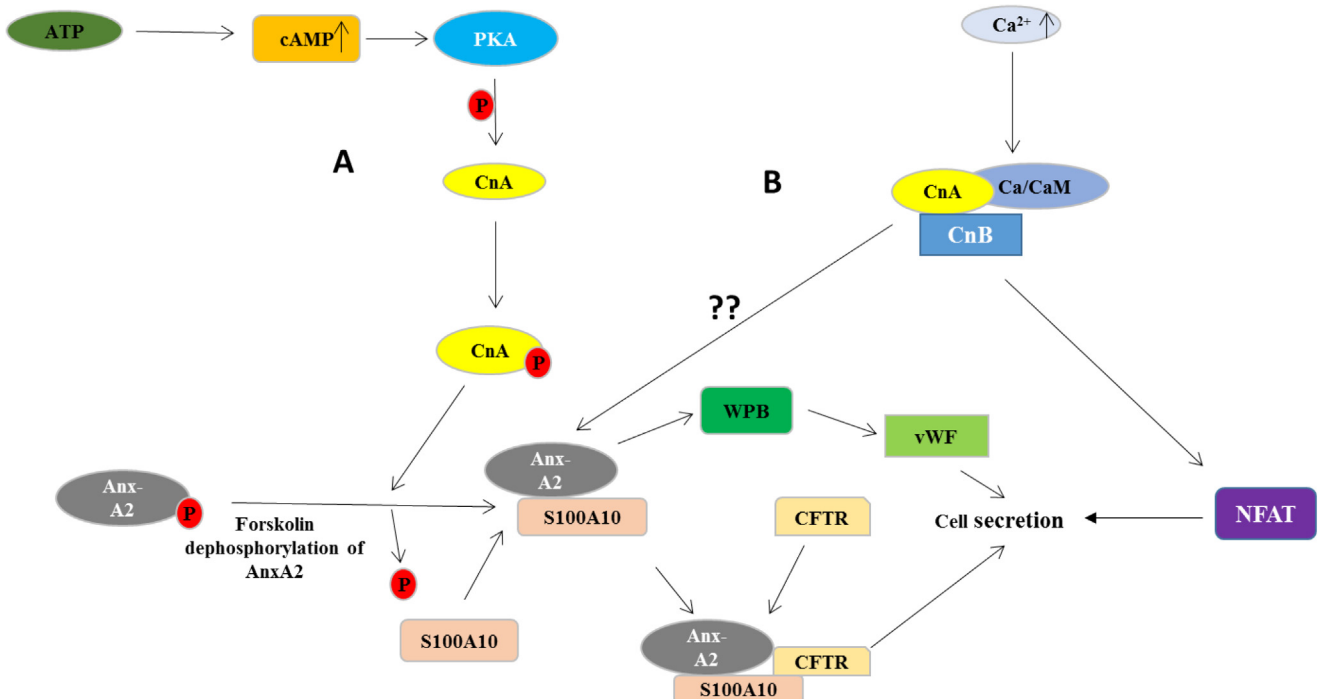 ATP
cAMP
PKA
Ca²⁺
P
A
B
CnA
CnA
Ca/CaM
CnB
??
CnA
P
WPB
vWF
Anx-
A2
P
Anx-
A2
S100A10
CFTR
Cell secretion
NFAT
Forskolin
dephosphorylation of
AnxA2
P
S100A10
Anx-
A2
CFTR
S100A10